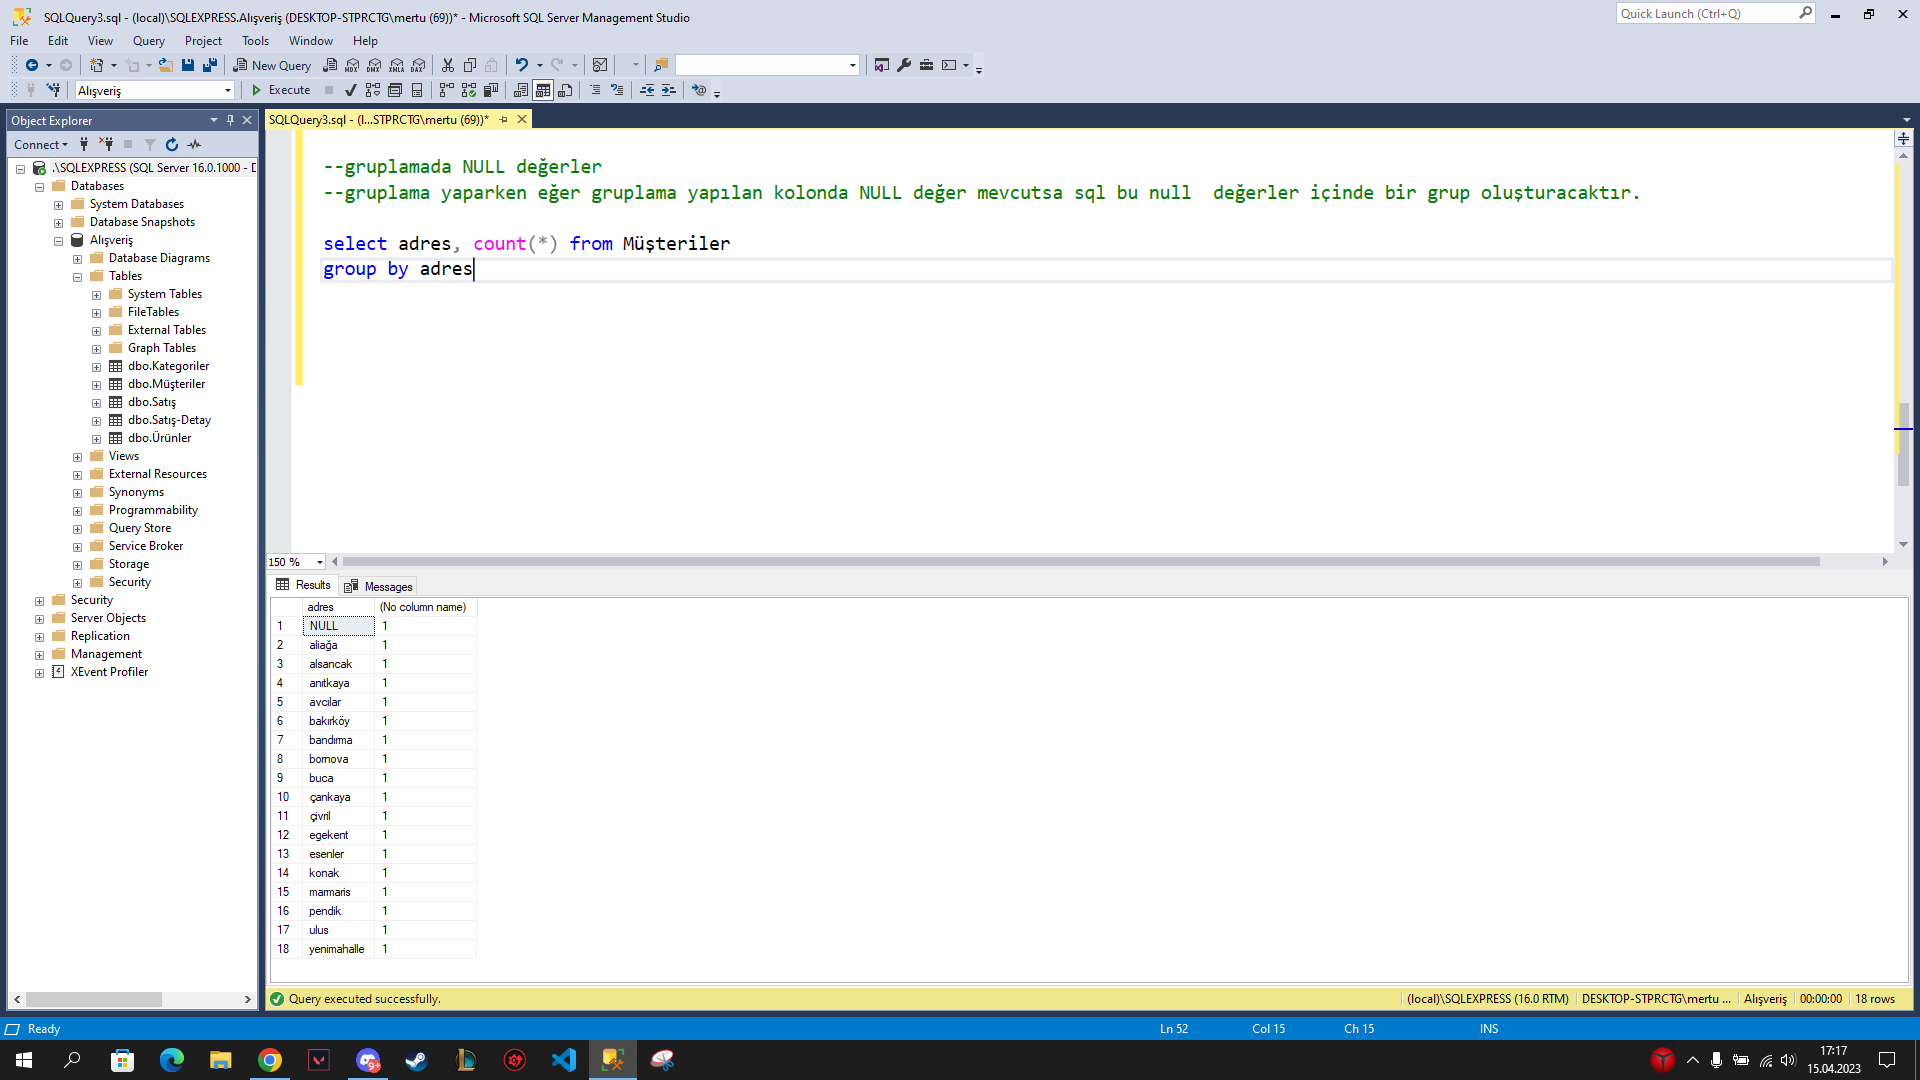 SQLQuery3.sql - (local)\SQLEXPRESS.Alışveriş (DESKTOP-STPRCTG\mertu (69))* - Microsoft SQL Server Management Studio
Quick Launch (Ctrl+Q)
File Edit View Query Project Tools Window Help
New Query
MDX DMX XMLA DAX
Alışveriş
Execute
Object Explorer
SQLQuery3.sql - (l...STPRCTG\mertu (69))*
Connect
.\SQLEXPRESS (SQL Server 16.0.1000 - D
Databases
System Databases
Database Snapshots
Alışveriş
Database Diagrams
Tables
System Tables
FileTables
External Tables
Graph Tables
dbo.Kategoriler
dbo.Müşteriler
dbo.Satış
dbo.Satış-Detay
dbo.Ürünler
Views
External Resources
Synonyms
Programmability
Query Store
Service Broker
Storage
Security
Security
Server Objects
Replication
Management
XEvent Profiler
--gruplamada NULL değerler
--gruplama yaparken eğer gruplama yapılan kolonda NULL değer mevcutsa sql bu null  değerler içinde bir grup oluşturacaktır.
select adres, count(*) from Müşteriler
group by adres
150 %
Results Messages
adres (No column name)
1 NULL 1
2 aliağa 1
3 alsancak 1
4 anıtkaya 1
5 avcılar 1
6 bakırköy 1
7 bandırma 1
8 bornova 1
9 buca 1
10 çankaya 1
11 çivril 1
12 egekent 1
13 esenler 1
14 konak 1
15 marmaris 1
16 pendik 1
17 ulus 1
18 yenimahalle 1
Query executed successfully.
(local)\SQLEXPRESS (16.0 RTM) DESKTOP-STPRCTG\mertu ... Alışveriş 00:00:00 18 rows
Ready
Ln 52 Col 15 Ch 15 INS
9+
17:17
15.04.2023